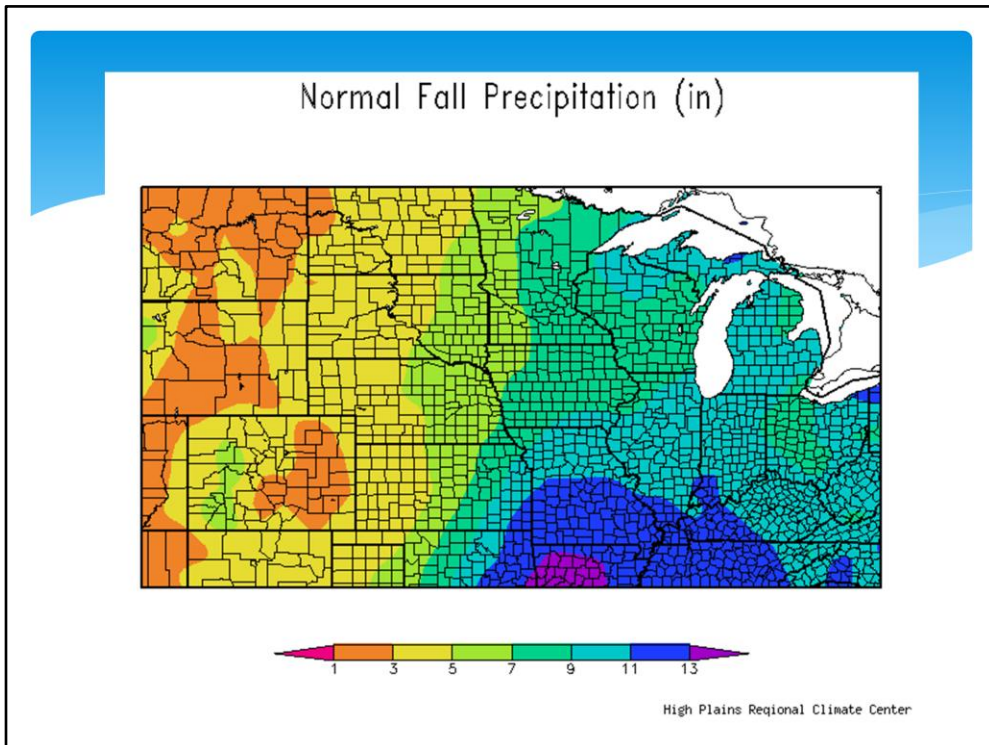 Normal Fall Precipitation (in)
1 3 5 7 9 11 13
High Plains Regional Climate Center